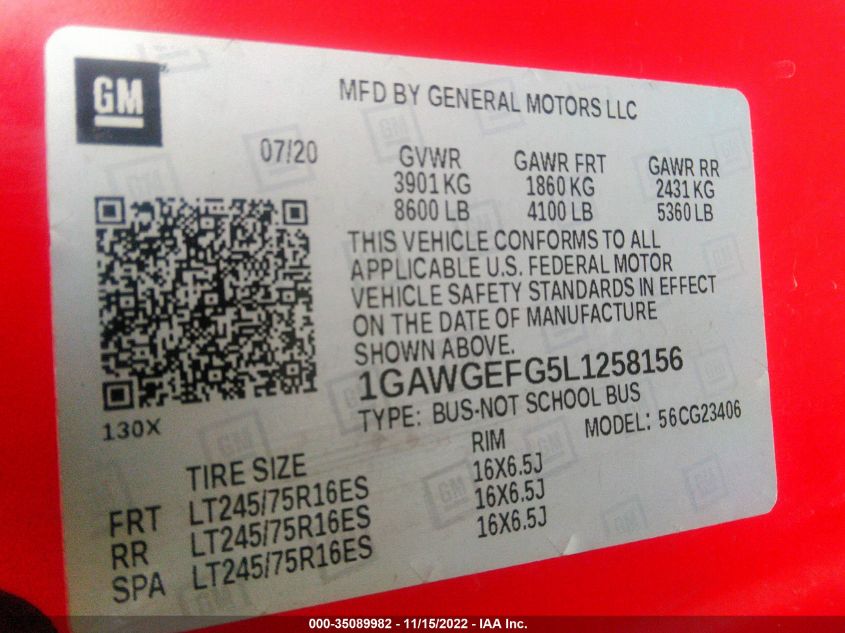 GM
MFD BY GENERAL MOTORS LLC
07/20
GVWR GAWR FRT GAWR RR
3901 KG 1860 KG 2431 KG
8600 LB 4100 LB 5360 LB
THIS VEHICLE CONFORMS TO ALL
APPLICABLE U.S. FEDERAL MOTOR
VEHICLE SAFETY STANDARDS IN EFFECT
ON THE DATE OF MANUFACTURE
SHOWN ABOVE.
1GAWGEFG5L1258156
TYPE: BUS-NOT SCHOOL BUS
130X
MODEL: 56CG23406
TIRE SIZE RIM
FRT LT245/75R16ES 16X6.5J
RR LT245/75R16ES 16X6.5J
SPA LT245/75R16ES 16X6.5J
000-35089982 - 11/15/2022 - IAA Inc.